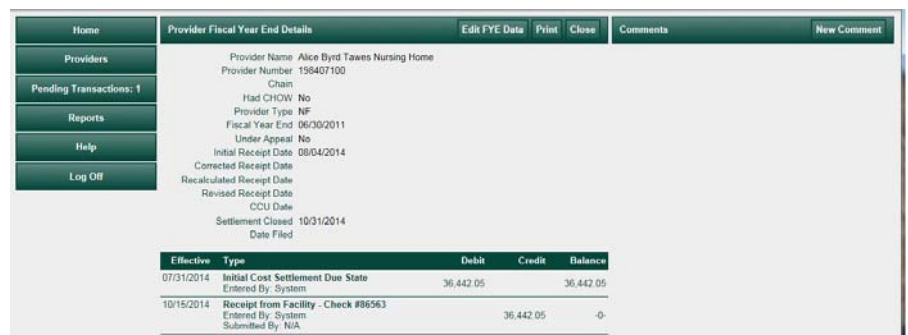 Home
Providers
Pending Transactions: 1
Reports
Help
Log Off
Provider Fiscal Year End Details
Edit FYE Data Print Close
Provider Name Alice Byrd Tawes Nursing Home
Provider Number 198407100
Chain
Had CHOW No
Provider Type NF
Fiscal Year End 06/30/2011
Under Appeal No
Initial Receipt Date 08/04/2014
Corrected Receipt Date
Recalculated Receipt Date
Revised Receipt Date
CCU Date
Settlement Closed 10/31/2014
Date Filed
Effective Type Debit Credit Balance
07/31/2014 Initial Cost Settlement Due State 36,442.05 36,442.05
Entered By: System
10/15/2014 Receipt from Facility - Check #86563 36,442.05 -0-
Entered By: System
Submitted By: N/A
Comments
New Comment